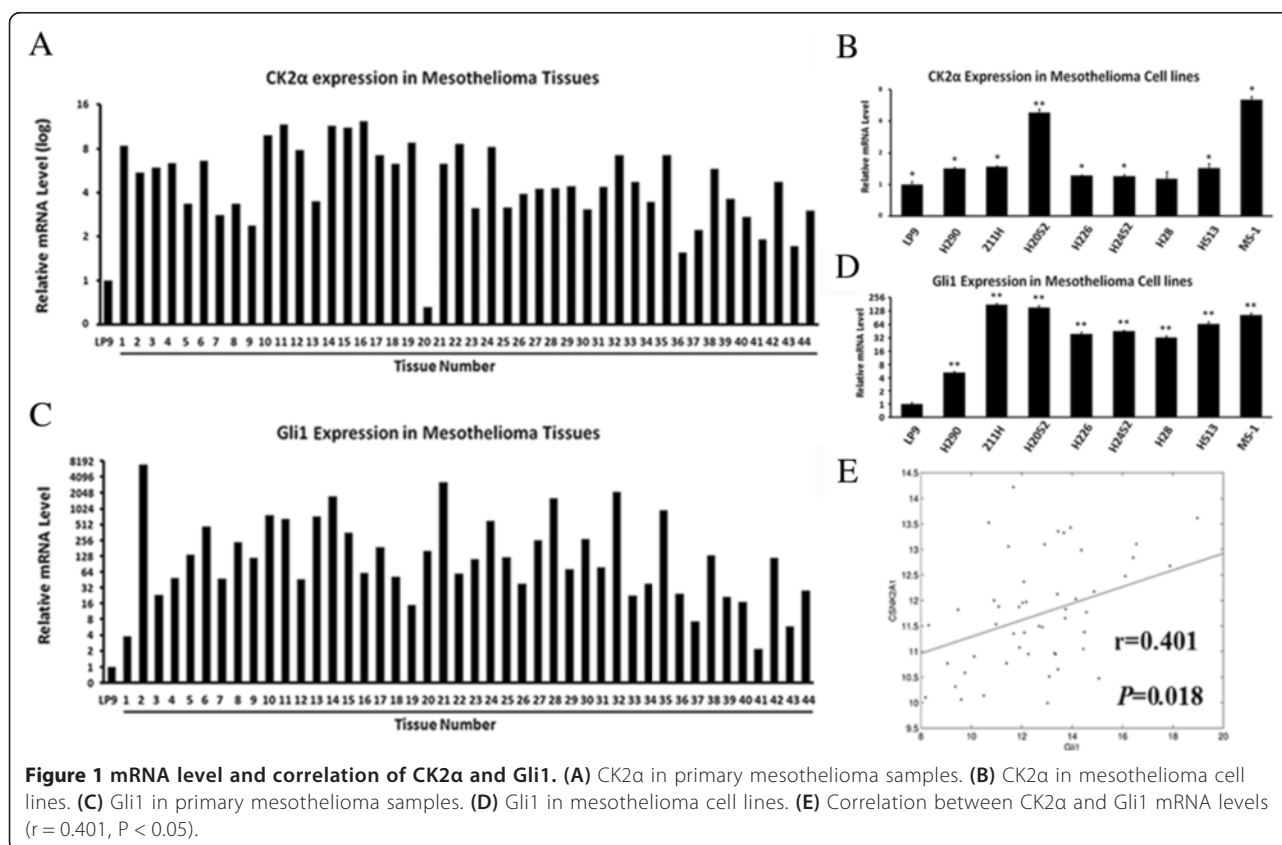 A
CK2α expression in Mesothelioma Tissues
Relative mRNA Level (log)
16
8
4
2
1
0
LP9 1 2 3 4 5 6 7 8 9 10 11 12 13 14 15 16 17 18 19 20 21 22 23 24 25 26 27 28 29 30 31 32 33 34 35 36 37 38 39 40 41 42 43 44
Tissue Number
B
CK2α Expression in Mesothelioma Cell lines
Relative mRNA Level
4
2
1
0
* * * ** * * * *
LP9 H290 211H H2052 H226 H2452 H28 H513 MS-1
C
Gli1 Expression in Mesothelioma Tissues
Relative mRNA Level
8192
4096
2048
1024
512
256
128
64
32
16
8
4
2
1
0
LP9 1 2 3 4 5 6 7 8 9 10 11 12 13 14 15 16 17 18 19 20 21 22 23 24 25 26 27 28 29 30 31 32 33 34 35 36 37 38 39 40 41 42 43 44
Tissue Number
D
Gli1 Expression in Mesothelioma Cell lines
Relative mRNA Level
256
128
64
32
16
8
4
2
1
0
** ** ** ** ** ** ** **
LP9 H290 211H H2052 H226 H2452 H28 H513 MS-1
E
CSNK2A1
14.5
14
13.5
13
12.5
12
11.5
11
10.5
10
9.5
r=0.401
P=0.018
8 10 12 14 16 18 20
Gli1
Figure 1 mRNA level and correlation of CK2α and Gli1. (A) CK2α in primary mesothelioma samples. (B) CK2α in mesothelioma cell
lines. (C) Gli1 in primary mesothelioma samples. (D) Gli1 in mesothelioma cell lines. (E) Correlation between CK2α and Gli1 mRNA levels
(r = 0.401, P < 0.05).